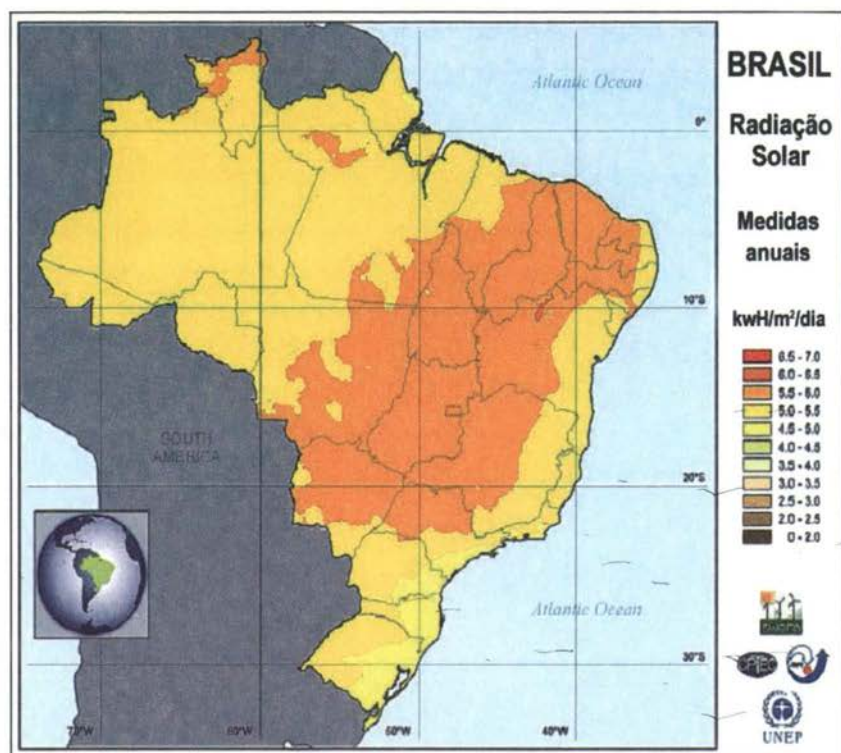 BRASIL
Radiação
Solar
Medidas
anuais
kwH/m²/dia
6.5 - 7.0
6.0 - 6.5
5.5 - 6.0
5.0 - 5.5
4.5 - 5.0
4.0 - 4.5
3.5 + 4.0
3.0 - 3.5
2.5 - 3.0
2.0 - 2.5
0 + 2.0
Atlantic Ocean
0°
10°S
SOUTH
AMERICA
20°S
Atlantic Ocean
30°S
70°W
60°W
50°W
40°W
CPTEC
UNEP